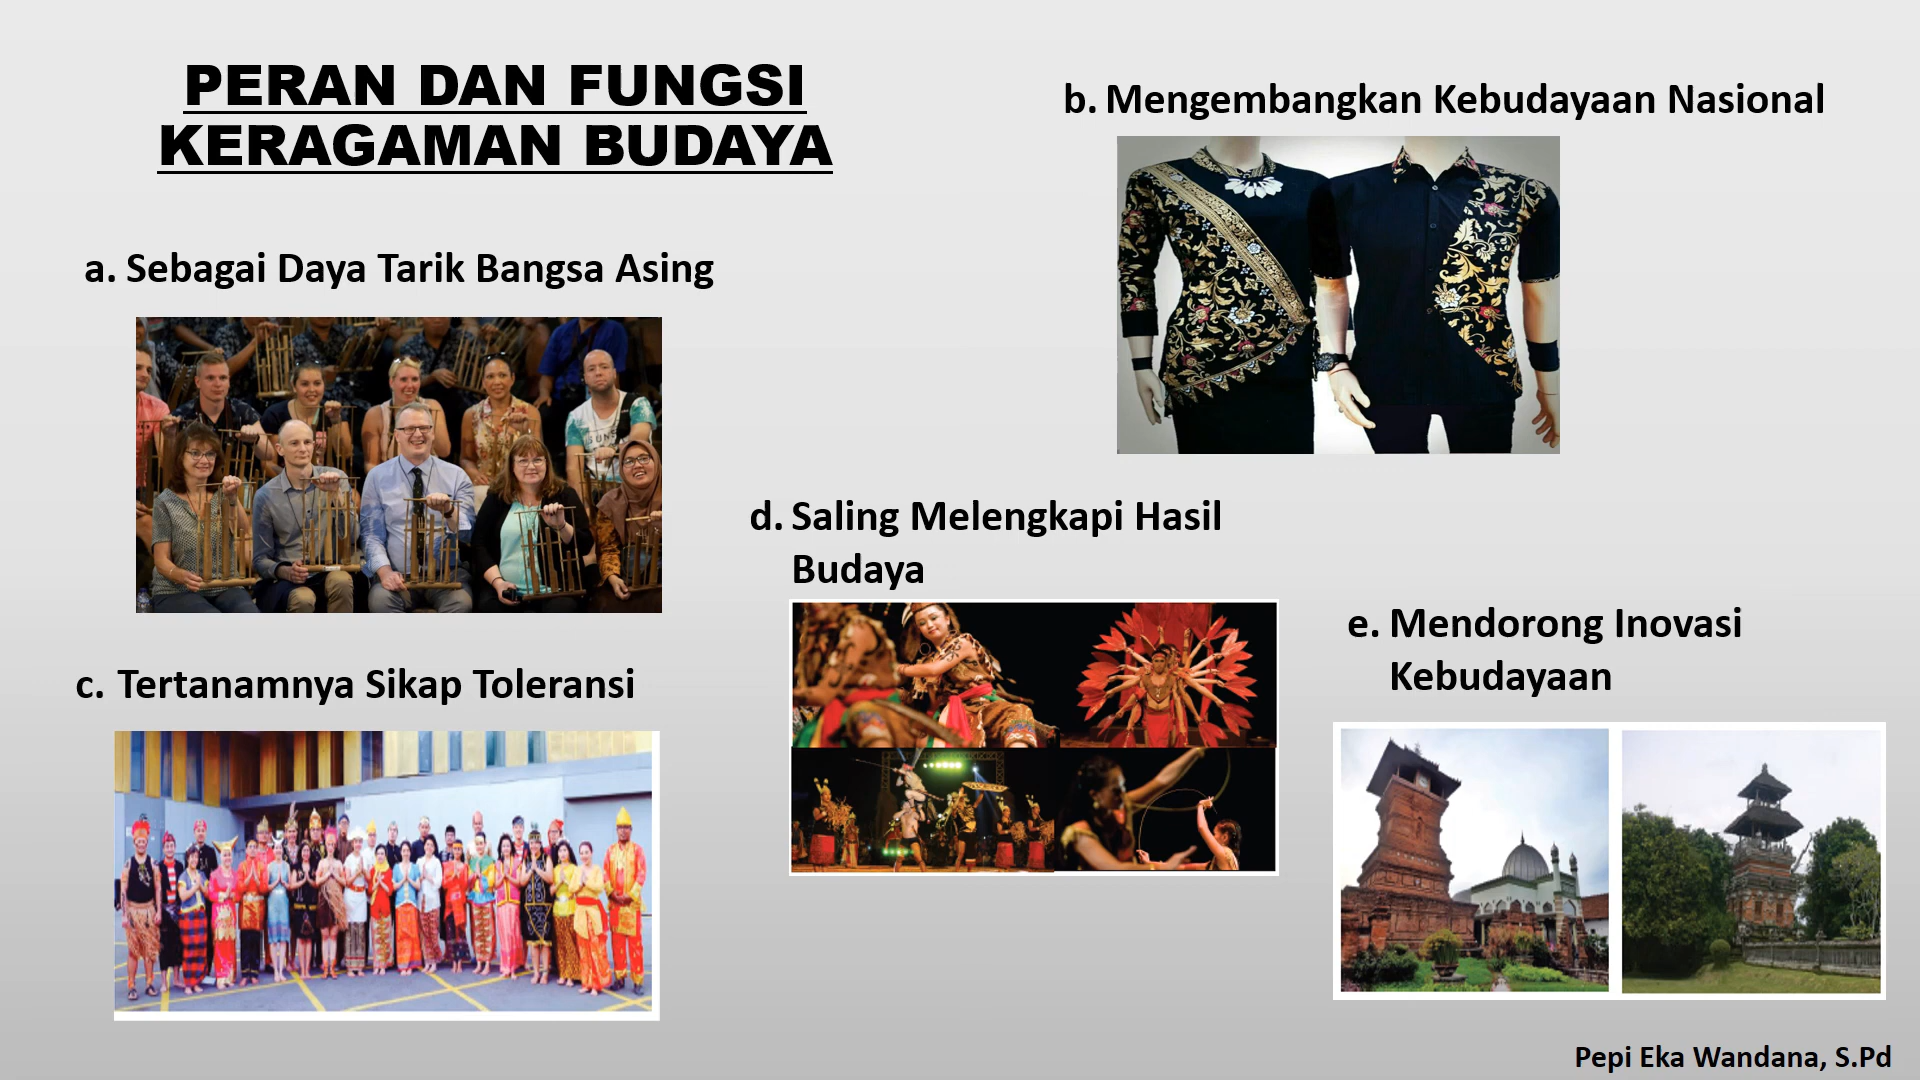 PERAN DAN FUNGSI
KERAGAMAN BUDAYA
a. Sebagai Daya Tarik Bangsa Asing
b. Mengembangkan Kebudayaan Nasional
c. Tertanamnya Sikap Toleransi
d. Saling Melengkapi Hasil
Budaya
e. Mendorong Inovasi
Kebudayaan
Pepi Eka Wandana, S.Pd